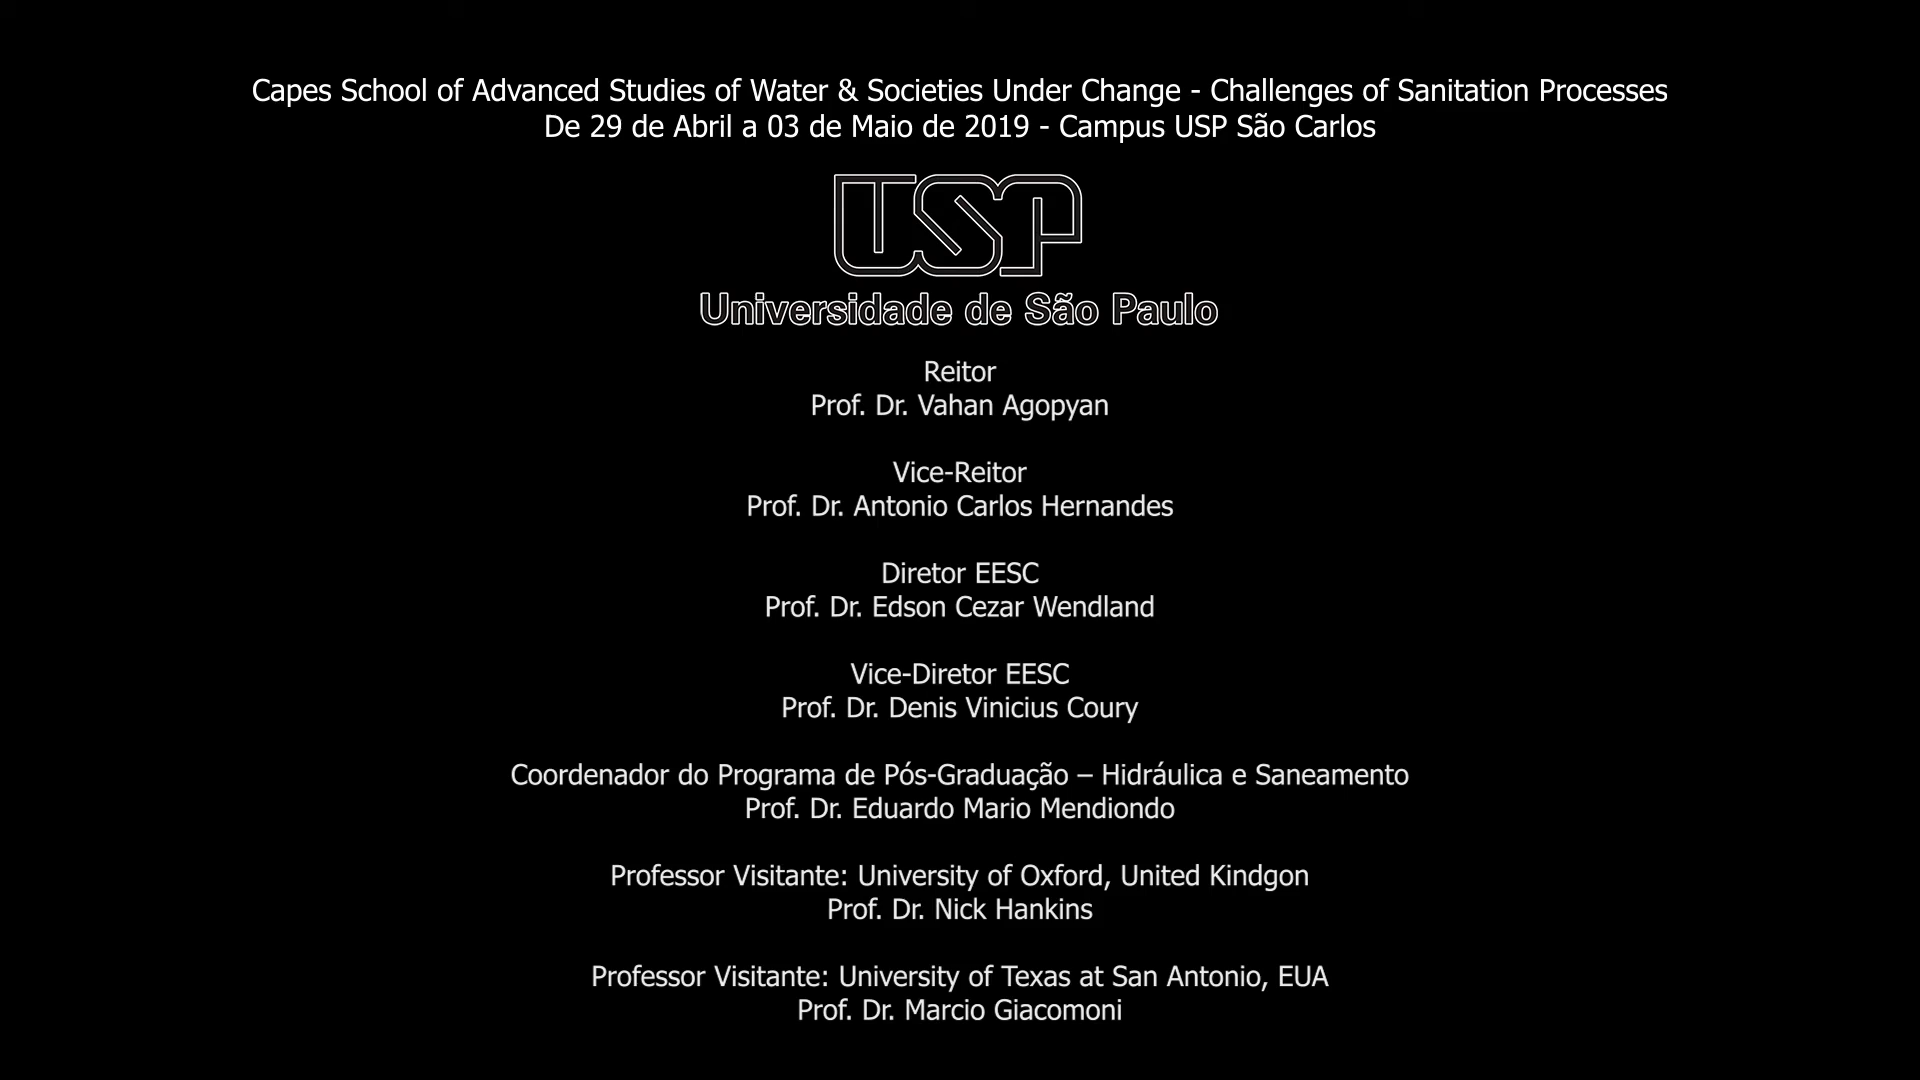 Capes School of Advanced Studies of Water & Societies Under Change - Challenges of Sanitation Processes
De 29 de Abril a 03 de Maio de 2019 - Campus USP São Carlos
USP
Universidade de São Paulo
Reitor
Prof. Dr. Vahan Agopyan
Vice-Reitor
Prof. Dr. Antonio Carlos Hernandes
Diretor EESC
Prof. Dr. Edson Cezar Wendland
Vice-Diretor EESC
Prof. Dr. Denis Vinicius Coury
Coordenador do Programa de Pós-Graduação – Hidráulica e Saneamento
Prof. Dr. Eduardo Mario Mendiondo
Professor Visitante: University of Oxford, United Kindgon
Prof. Dr. Nick Hankins
Professor Visitante: University of Texas at San Antonio, EUA
Prof. Dr. Marcio Giacomoni